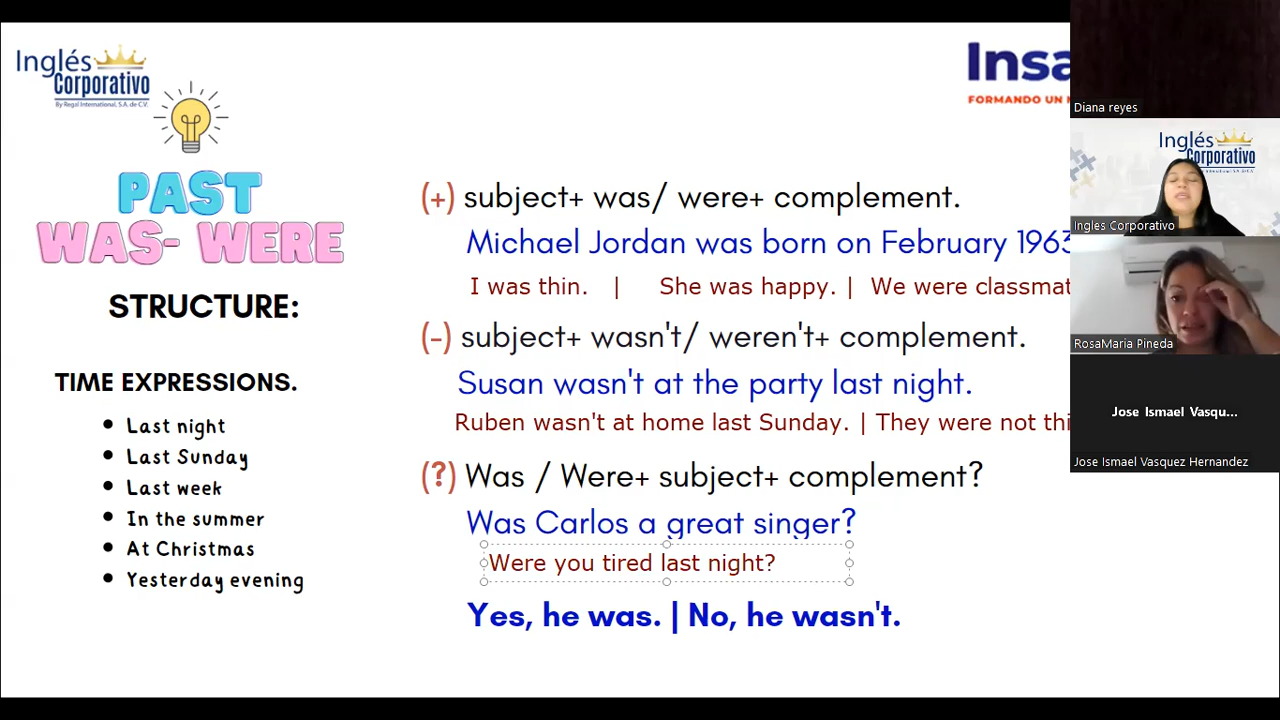 Inglés
Corporativo
By Regal International, S.A. de C.V.
PAST
WAS- WERE
STRUCTURE:
TIME EXPRESSIONS.
Last night
Last Sunday
Last week
In the summer
At Christmas
Yesterday evening
Insa
FORMANDO UN
(+) subject+ was/ were+ complement.
Michael Jordan was born on February 1963
I was thin. | She was happy. | We were classmat
(-) subject+ wasn't/ weren't+ complement.
Susan wasn't at the party last night.
Ruben wasn't at home last Sunday. | They were not thi
(?) Was / Were+ subject+ complement?
Was Carlos a great singer?
Were you tired last night?
Yes, he was. | No, he wasn't.
Diana reyes
Inglés
Corporativo
Ingles Corporativo
RosaMaria Pineda
Jose Ismael Vasqu...
Jose Ismael Vasquez Hernandez